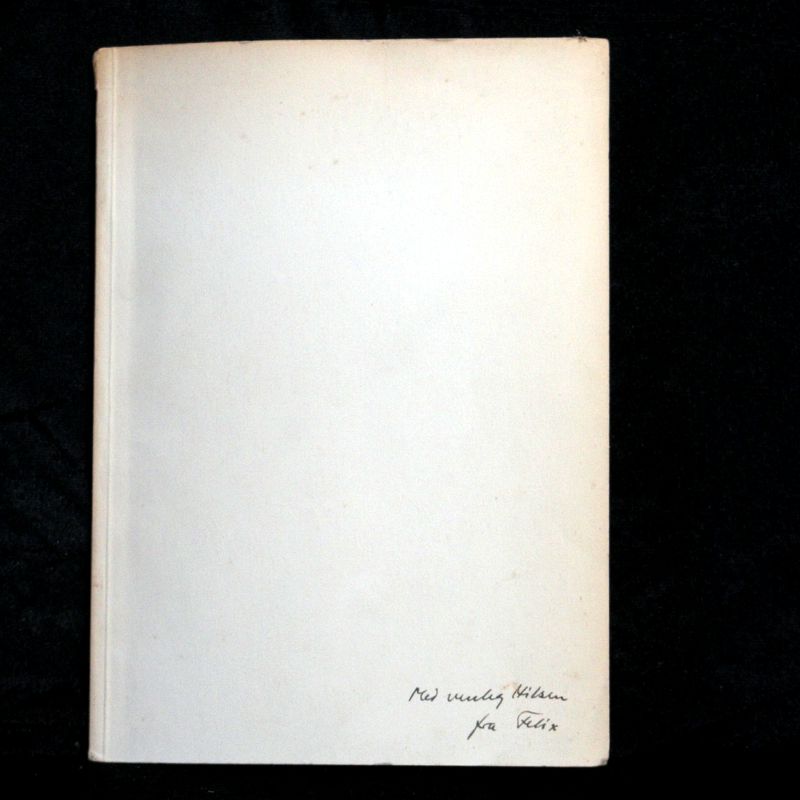 Med venlig Hilsen
fra Felix